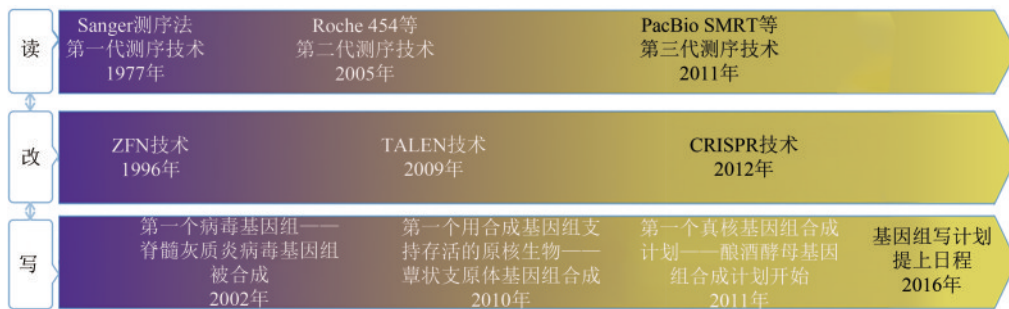 读
Sanger测序法
第一代测序技术
1977年
Roche 454等
第二代测序技术
2005年
PacBio SMRT等
第三代测序技术
2011年
改
ZFN技术
1996年
TALEN技术
2009年
CRISPR技术
2012年
写
第一个病毒基因组——
脊髓灰质炎病毒基因组
被合成
2002年
第一个用合成基因组支
持存活的原核生物——
蕈状支原体基因组合成
2010年
第一个真核基因组合成
计划——酿酒酵母基因
组合成计划开始
2011年
基因组写计划
提上日程
2016年